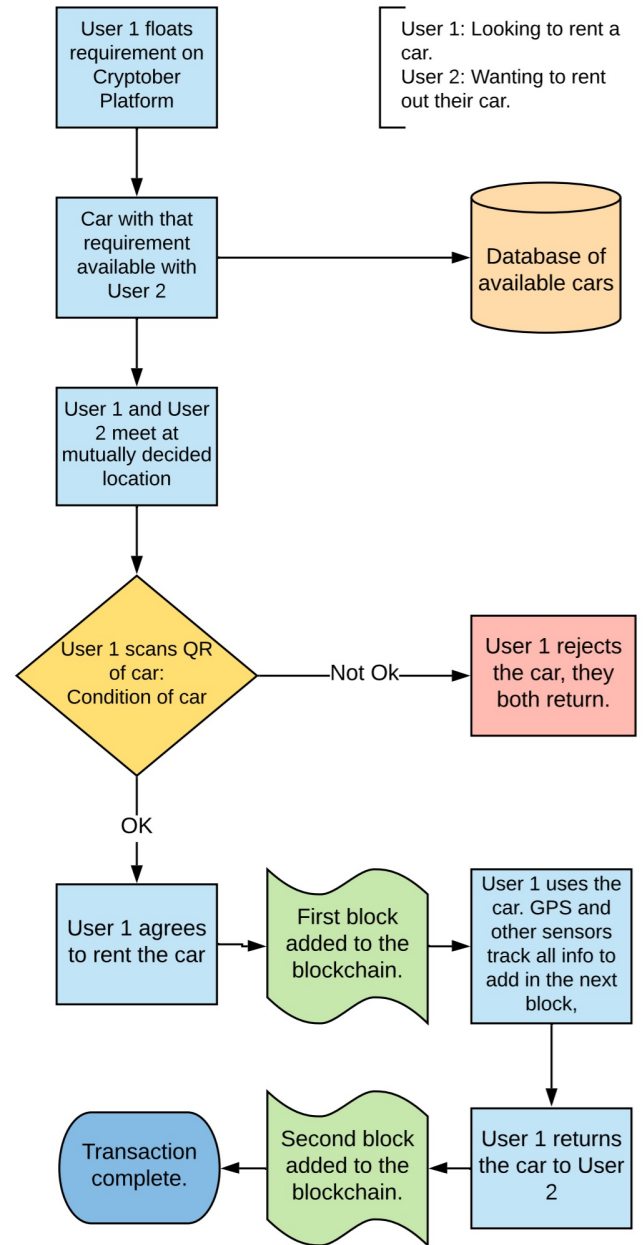 User 1 floats
requirement on
Cryptober
Platform
User 1: Looking to rent a
car.
User 2: Wanting to rent
out their car.
Car with that
requirement
available with
User 2
Database of
available cars
User 1 and User
2 meet at
mutually decided
location
User 1 scans QR
of car:
Condition of car
Not Ok
User 1 rejects
the car, they
both return.
OK
User 1 agrees
to rent the car
First block
added to the
blockchain.
User 1 uses the
car. GPS and
other sensors
track all info to
add in the next
block,
User 1 returns
the car to User
2
Second block
added to the
blockchain.
Transaction
complete.